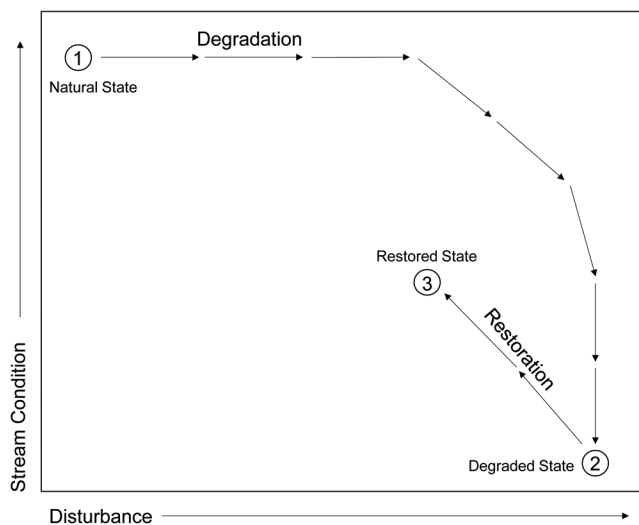 Degradation
1
Natural State
Restored State
3
Restoration
Degraded State 2
Stream Condition
Disturbance